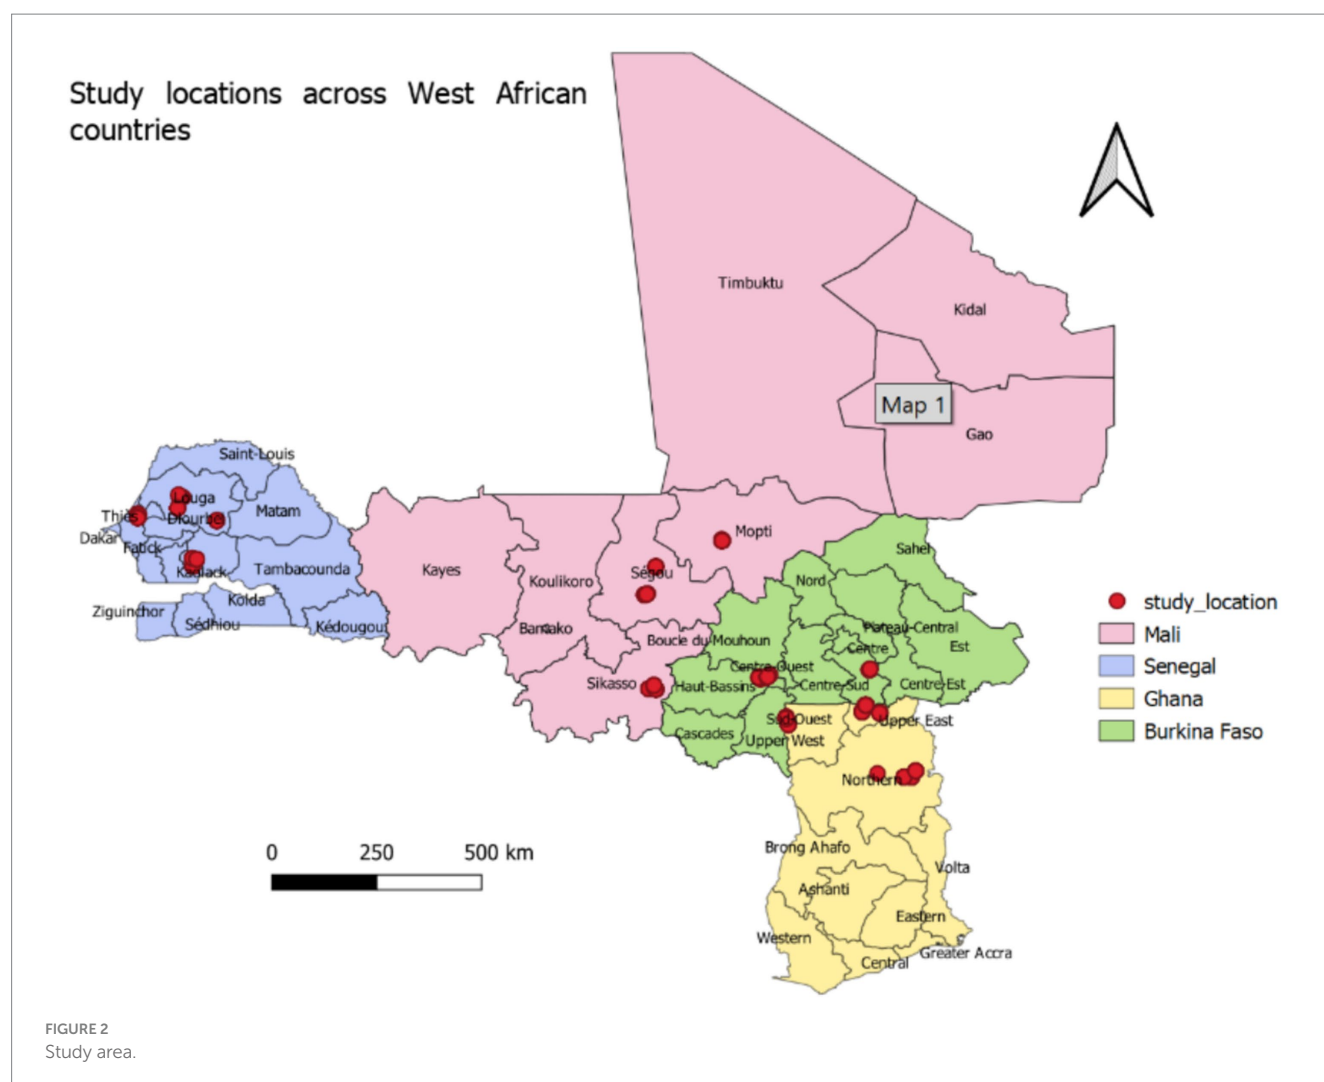 Study locations across West African
countries
Timbuktu
Kidal
Map 1
Gao
Saint-Louis
Louga
Matam
Thiès
Diourbel
Dakar
Fatick
Kaolack
Tambacounda
Kolda
Ziguinchor
Sédhiou
Kédougou
Kayes
Koulikoro
Bamako
Ségou
Mopti
Sikasso
Sahel
Nord
Boucle du Mouhoun
Plateau-Central
Centre
Est
Centre-Ouest
Haut-Bassins
Centre-Sud
Centre-Est
Cascades
Sud-Ouest
Upper East
Upper West
Northern
Brong Ahafo
Volta
Ashanti
Eastern
Western
Greater Accra
Central
study_location
Mali
Senegal
Ghana
Burkina Faso
0 250 500 km
FIGURE 2
Study area.